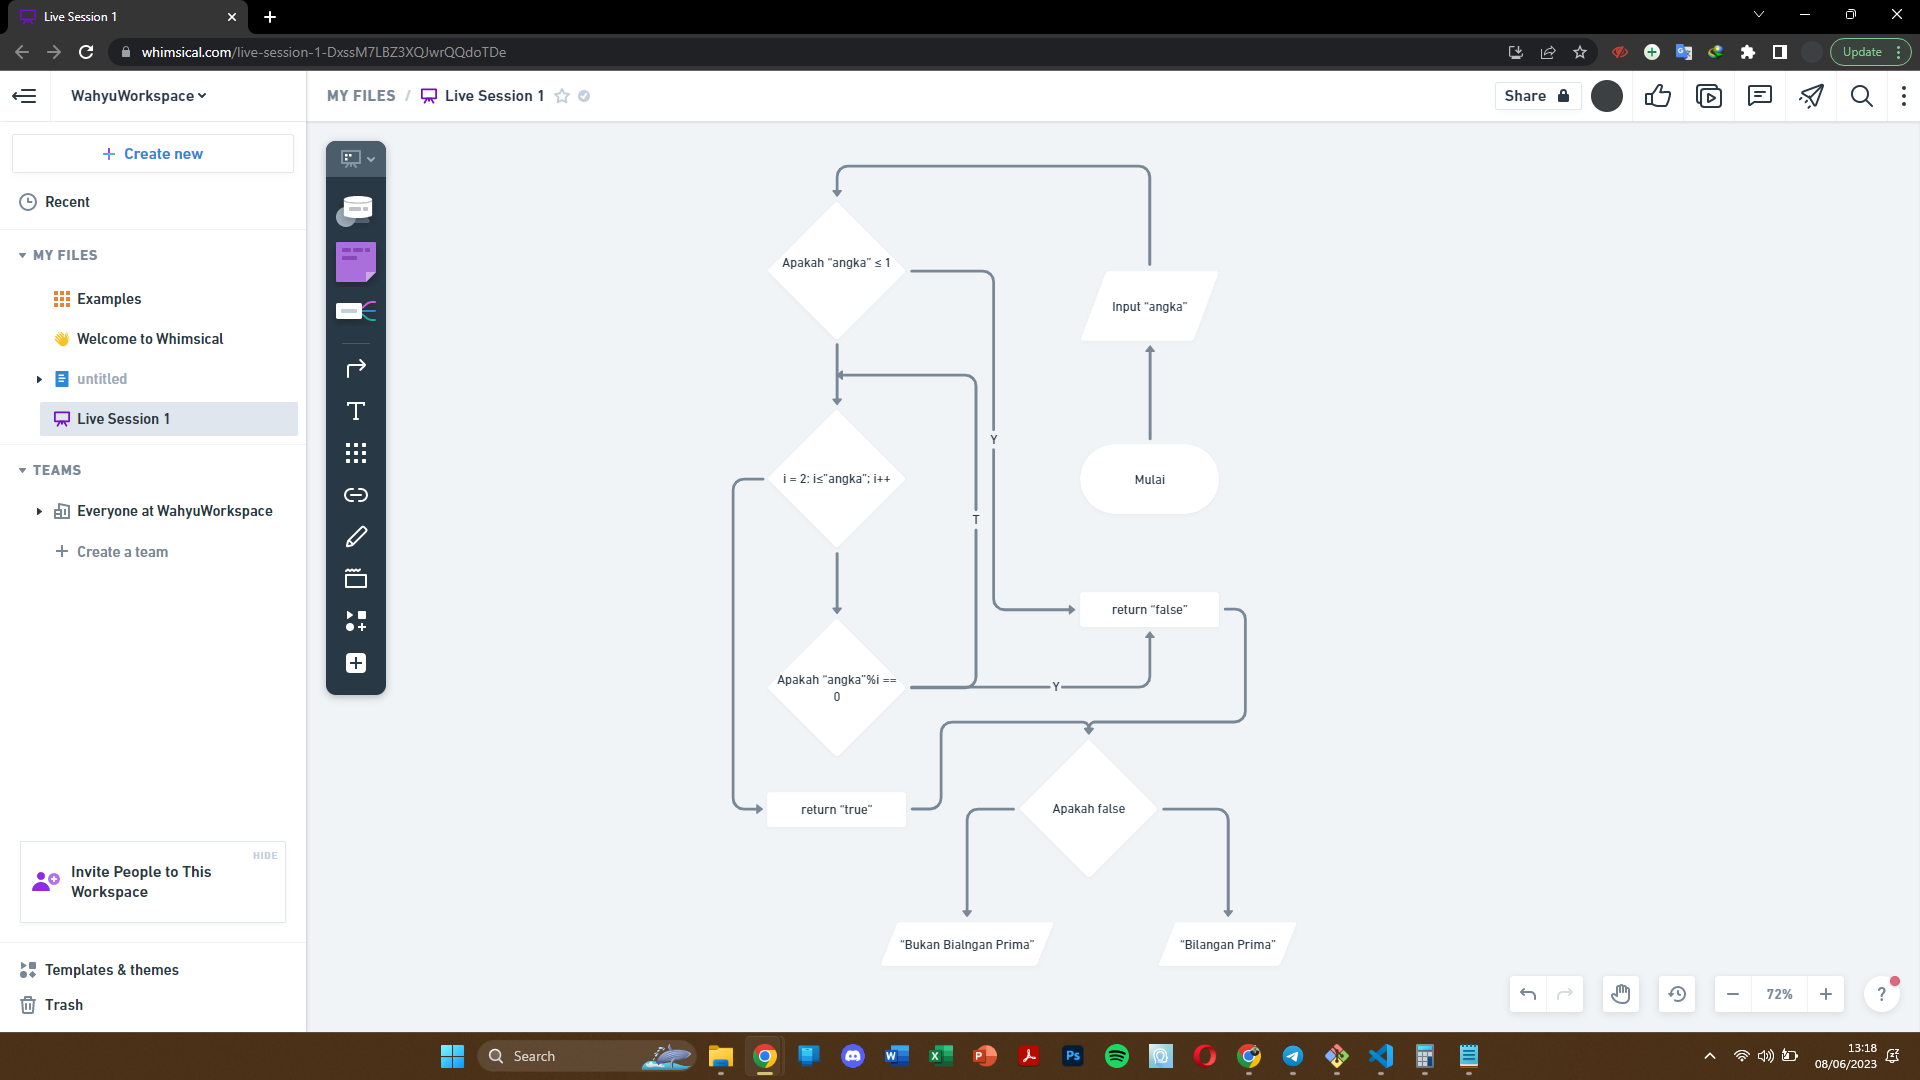 Live Session 1
whimsical.com/live-session-1-DxssM7LBZ3XQJwrQQdoTDe
Update
WahyuWorkspace
MY FILES / Live Session 1
Share
Create new
Recent
MY FILES
Examples
Welcome to Whimsical
untitled
Live Session 1
TEAMS
Everyone at WahyuWorkspace
Create a team
HIDE
Invite People to This
Workspace
Templates & themes
Trash
Apakah “angka” ≤ 1
Input “angka”
Y
i = 2: i≤”angka”; i++
Mulai
T
return “false”
Apakah “angka”%i ==
0
Y
return “true”
Apakah false
“Bukan Bialngan Prima”
“Bilangan Prima”
72%
?
Search
13:18
08/06/2023